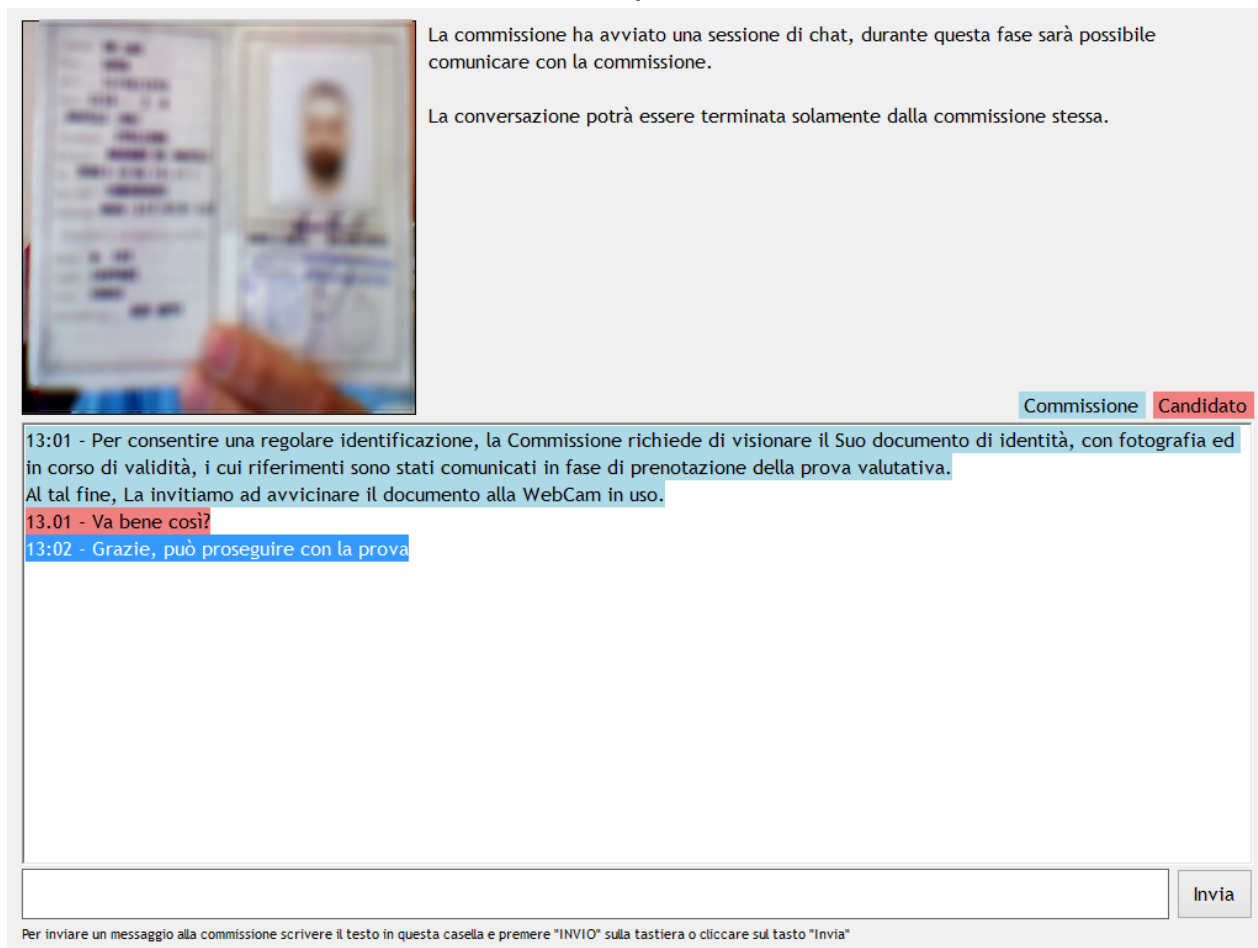 La commissione ha avviato una sessione di chat, durante questa fase sarà possibile
comunicare con la commissione.
La conversazione potrà essere terminata solamente dalla commissione stessa.
Commissione Candidato
13:01 - Per consentire una regolare identificazione, la Commissione richiede di visionare il Suo documento di identità, con fotografia ed
in corso di validità, i cui riferimenti sono stati comunicati in fase di prenotazione della prova valutativa.
Al tal fine, La invitiamo ad avvicinare il documento alla WebCam in uso.
13.01 - Va bene così?
13:02 - Grazie, può proseguire con la prova
Invia
Per inviare un messaggio alla commissione scrivere il testo in questa casella e premere "INVIO" sulla tastiera o cliccare sul tasto "Invia"